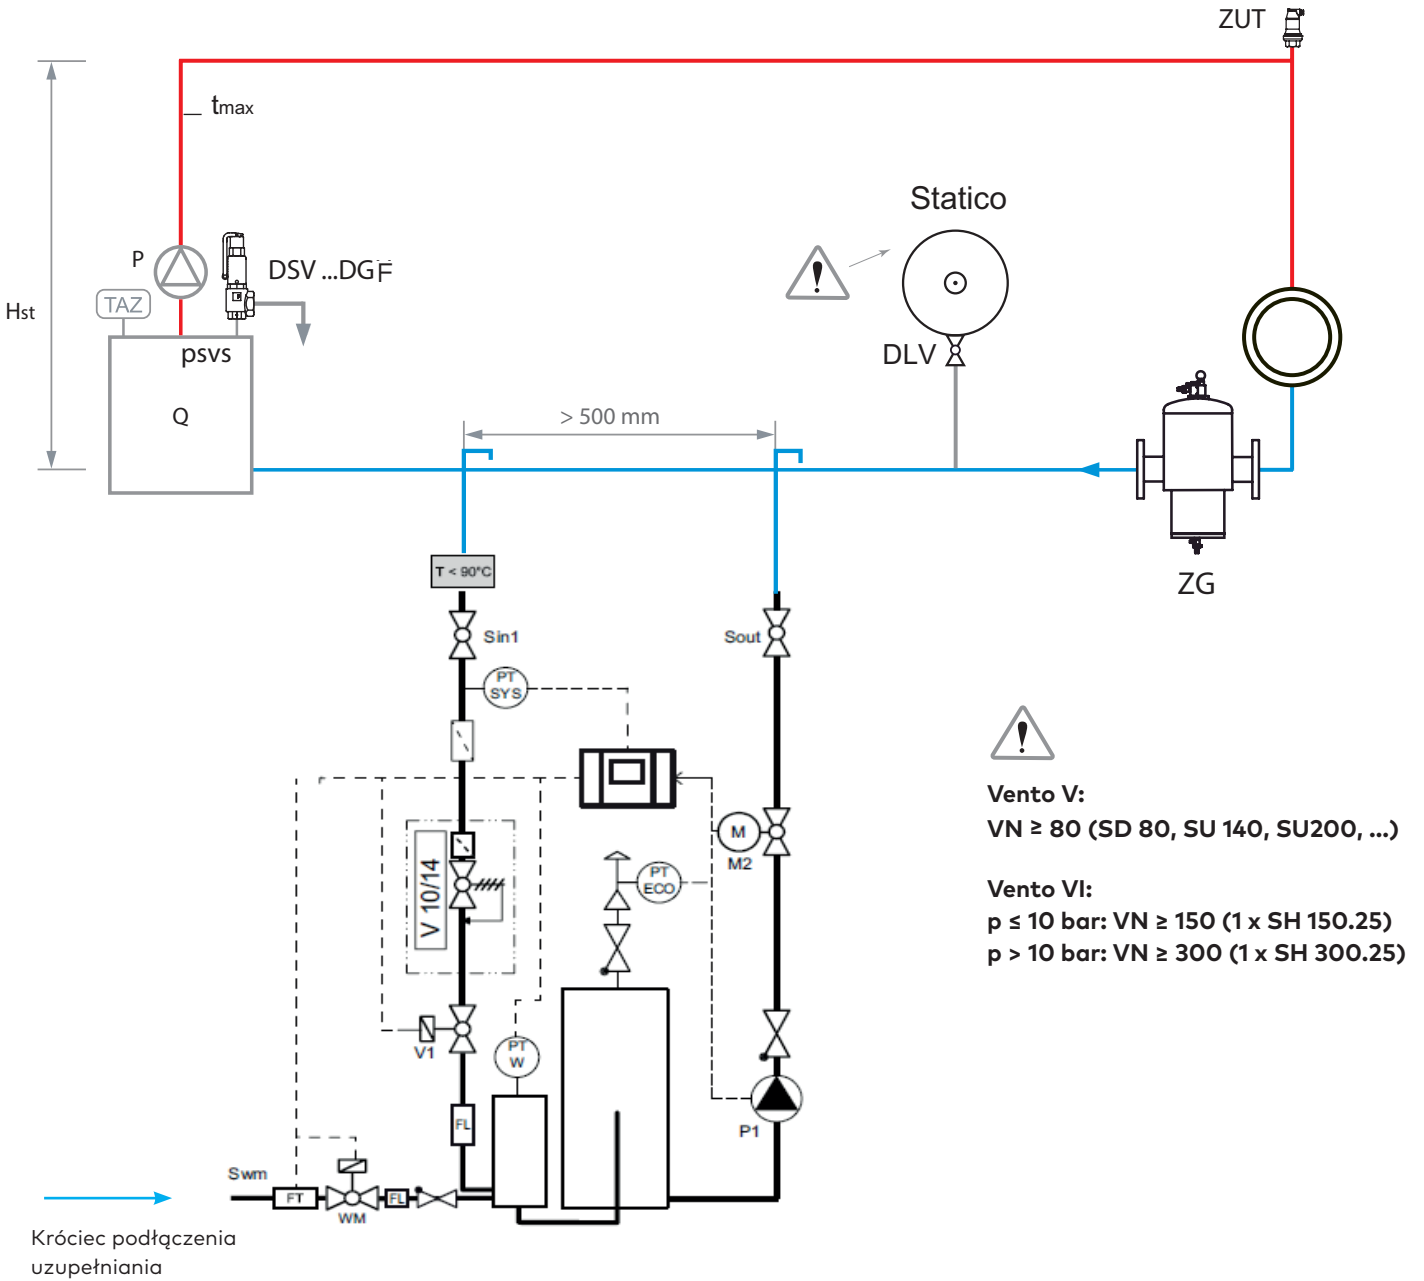 ZUT
tmax
Statico
P
DSV ...DGF
TAZ
Hst
psvs
DLV
Q
> 500 mm
T < 90°C
ZG
Sin1
Sout
PT
SYS
Vento V:
VN ≥ 80 (SD 80, SU 140, SU200, ...)
M
M2
V 10/14
PT
ECO
Vento VI:
p ≤ 10 bar: VN ≥ 150 (1 x SH 150.25)
p > 10 bar: VN ≥ 300 (1 x SH 300.25)
V1
PT
W
FL
P1
Swm
FT
FL
WM
Króciec podłączenia
uzupełniania